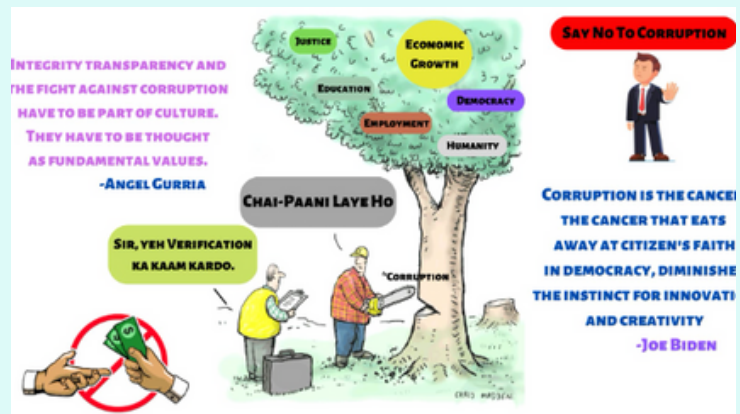 INTEGRITY TRANSPARENCY AND
THE FIGHT AGAINST CORRUPTION
HAVE TO BE PART OF CULTURE.
THEY HAVE TO BE THOUGHT
AS FUNDAMENTAL VALUES.
-ANGEL GURRIA
JUSTICE
ECONOMIC
GROWTH
EDUCATION
DEMOCRACY
EMPLOYMENT
HUMANITY
CHAI-PAANI LAYE HO
SIR, YEH VERIFICATION
KA KAAM KARDO.
"CORRUPTION
CHRIS MADDEN
SAY NO TO CORRUPTION
CORRUPTION IS THE CANCER
THE CANCER THAT EATS
AWAY AT CITIZEN'S FAITH
IN DEMOCRACY, DIMINISHE
THE INSTINCT FOR INNOVATI
AND CREATIVITY
-JOE BIDEN